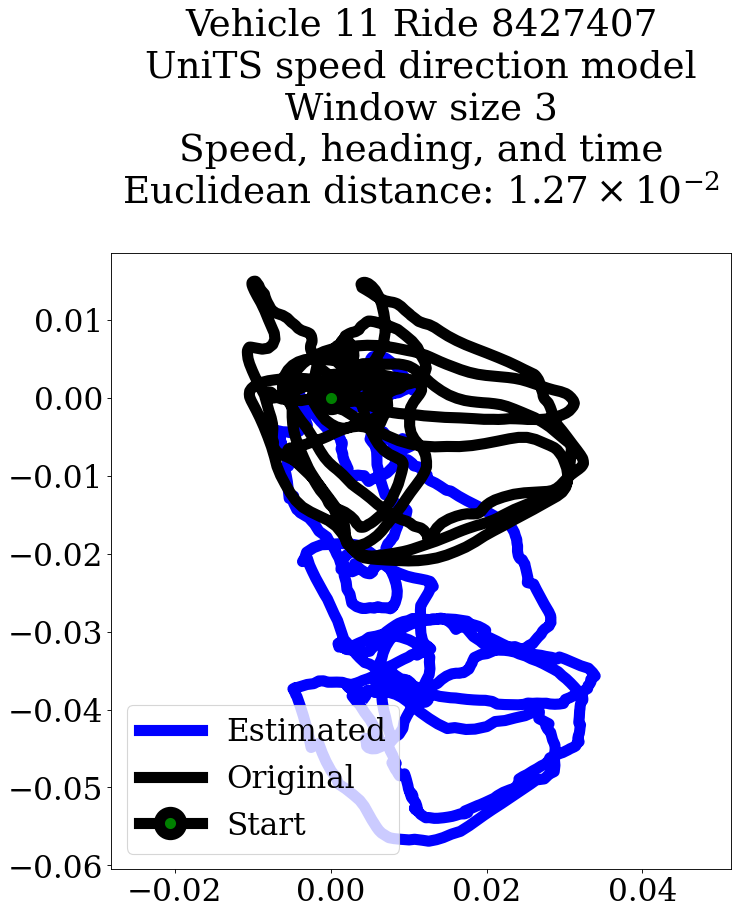 Vehicle 11 Ride 8427407
UniTS speed direction model
Window size 3
Speed, heading, and time
Euclidean distance: 1.27 × 10⁻²
0.01
0.00
−0.01
−0.02
−0.03
−0.04
−0.05
−0.06
Estimated
Original
Start
−0.02 0.00 0.02 0.04